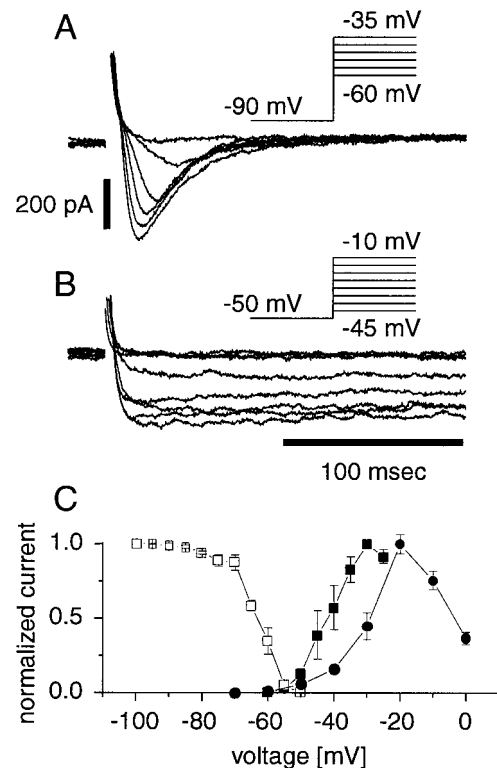 A
-35 mV
-90 mV
-60 mV
200 pA
B
-10 mV
-50 mV
-45 mV
100 msec
C
normalized current
1.0
0.5
0.0
-100 -80 -60 -40 -20 0
voltage [mV]